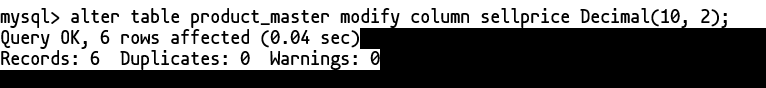 mysql> alter table product_master modify column sellprice Decimal(10, 2);
Query OK, 6 rows affected (0.04 sec)
Records: 6  Duplicates: 0  Warnings: 0